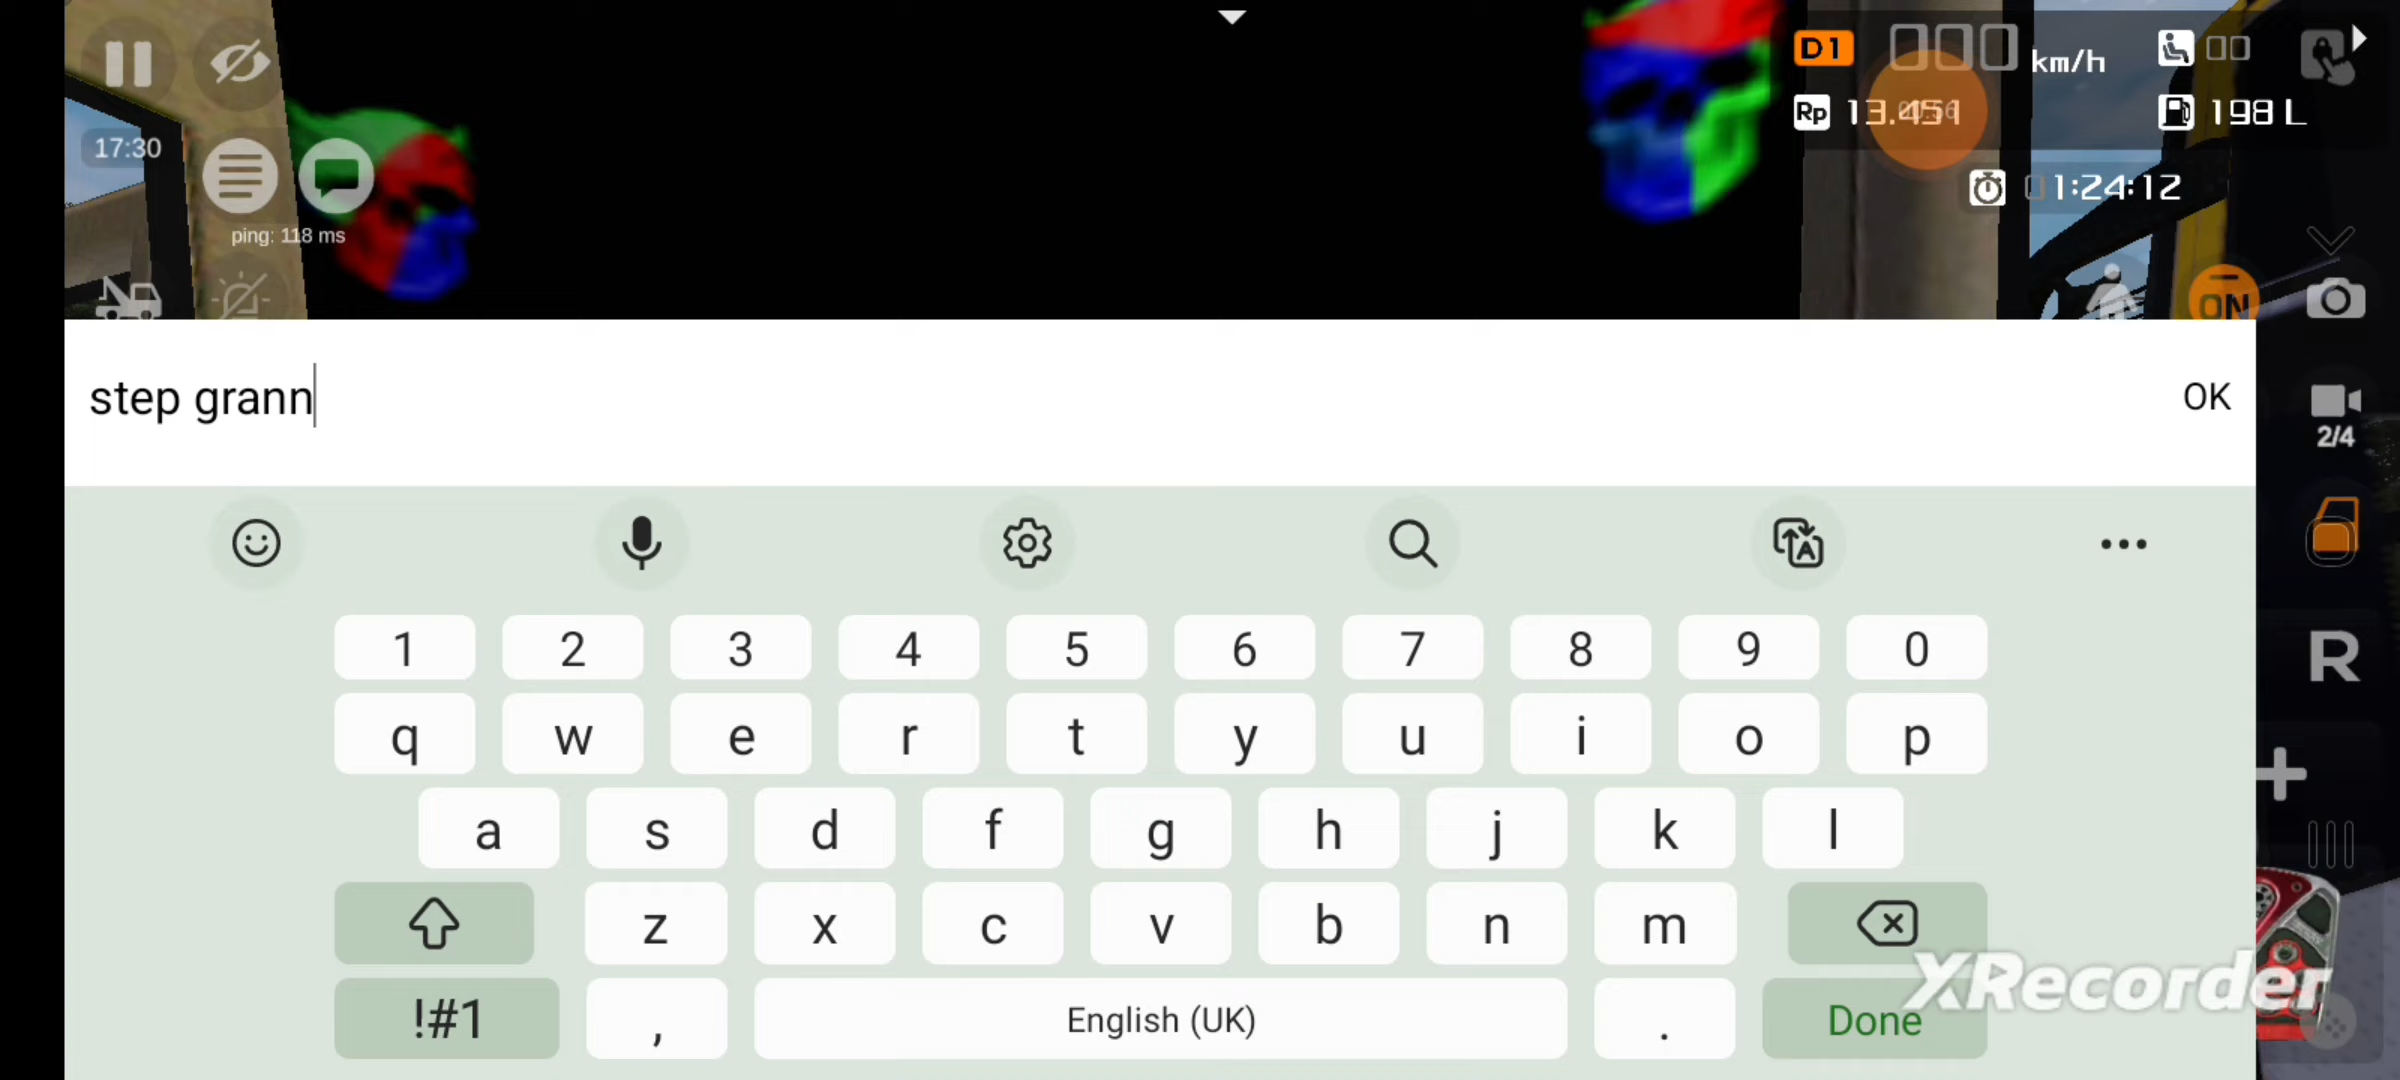 D1 km/h
17:30
Rp 13.451
198 L
1:24:12
ping: 118 ms
ON
step grann
OK
2/4
1 2 3 4 5 6 7 8 9 0
q w e r t y u i o p
R
a s d f g h j k l
z x c v b n m
XRecorder
!#1 , English (UK) . Done